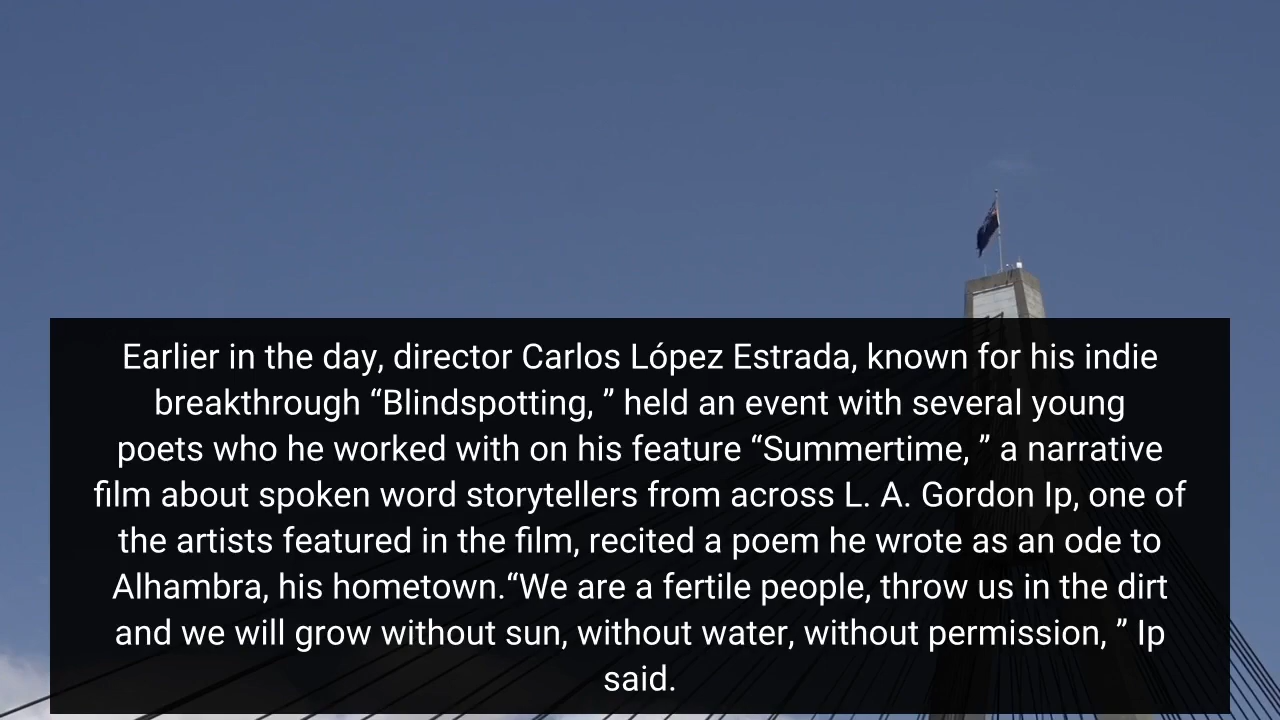 Earlier in the day, director Carlos López Estrada, known for his indie
breakthrough “Blindspotting, ” held an event with several young
poets who he worked with on his feature “Summertime, ” a narrative
film about spoken word storytellers from across L. A. Gordon Ip, one of
the artists featured in the film, recited a poem he wrote as an ode to
Alhambra, his hometown.“We are a fertile people, throw us in the dirt
and we will grow without sun, without water, without permission, ” Ip
said.